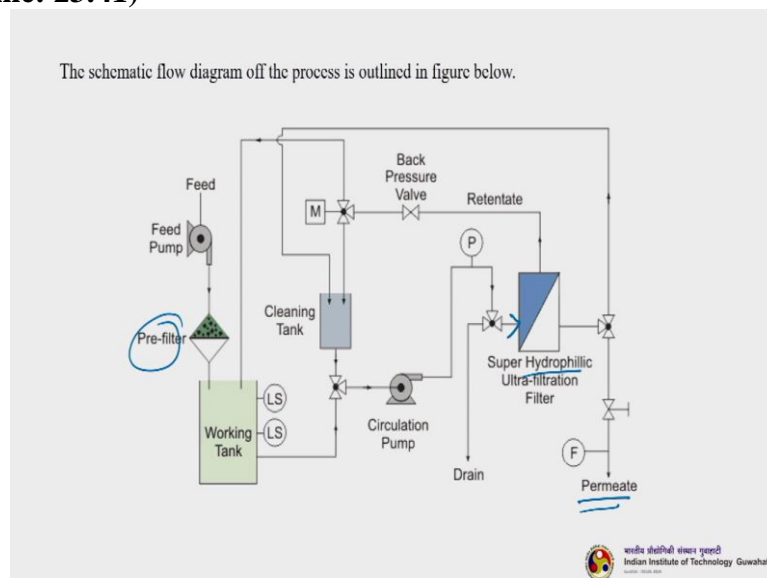 The schematic flow diagram off the process is outlined in figure below.
Feed
Feed
Pump
Pre-filter
Working
Tank
LS
LS
M
Back
Pressure
Valve
Retentate
P
Cleaning
Tank
Circulation
Pump
Super Hydrophillic
Ultra-filtration
Filter
Drain
F
Permeate
भारतीय प्रौद्योगिकी संस्थान गुवाहाटी
Indian Institute of Technology Guwahati